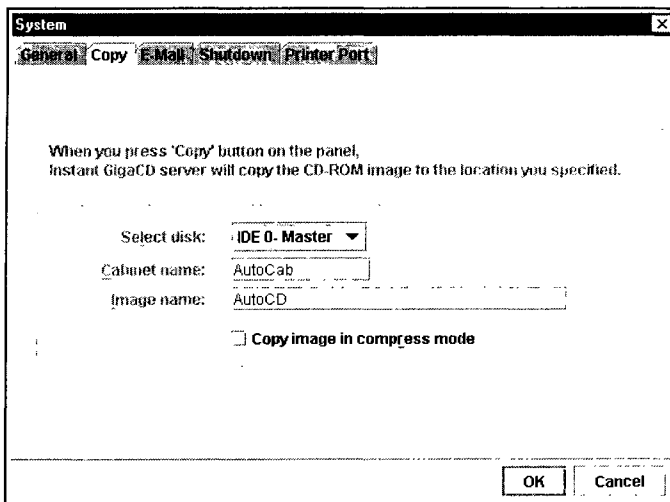 System
General Copy E-Mail Shutdown Printer Port
When you press 'Copy' button on the panel,
Instant GigaCD server will copy the CD-ROM image to the location you specified.
Select disk: IDE 0- Master
Cabinet name: AutoCab
Image name: AutoCD
Copy image in compress mode
OK Cancel